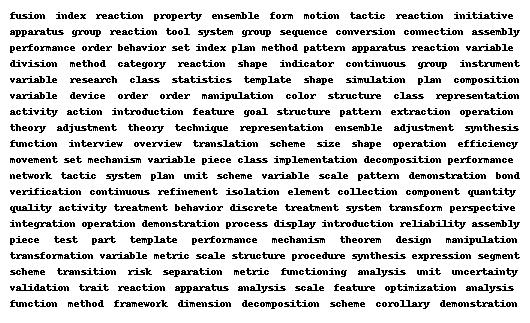 fusion index reaction property ensemble form motion tactic reaction initiative
apparatus group reaction tool system group sequence conversion connection assembly
performance order behavior set index plan method pattern apparatus reaction variable
division method category reaction shape indicator continuous group instrument
variable research class statistics template shape simulation plan composition
variable device order order manipulation color structure class representation
activity action introduction feature goal structure pattern extraction operation
theory adjustment theory technique representation ensemble adjustment synthesis
function interview overview translation scheme size shape operation efficiency
movement set mechanism variable piece class implementation decomposition performance
network tactic system plan unit scheme variable scale pattern demonstration bond
verification continuous refinement isolation element collection component quantity
quality activity treatment behavior discrete treatment system transform perspective
integration operation demonstration process display introduction reliability assembly
piece test part template performance mechanism theorem design manipulation
transformation variable metric scale structure procedure synthesis expression segment
scheme transition risk separation metric functioning analysis unit uncertainty
validation trait reaction apparatus analysis scale feature optimization analysis
function method framework dimension decomposition scheme corollary demonstration